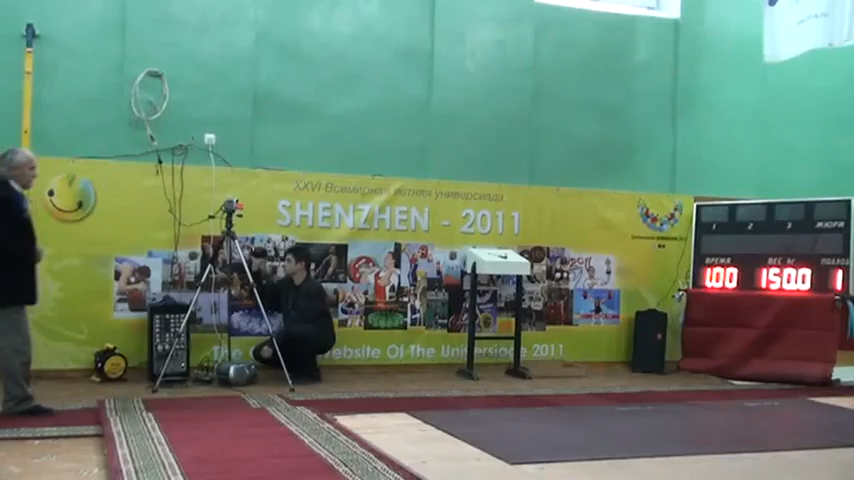 XXVI Всемирная летняя универсиада
SHENZHEN - 2011
1 2 3 ЖЮРИ
ВРЕМЯ ВЕС кг ПОДХОД
1.00 150.0 1
The
ebsite Of The Universiade 2011